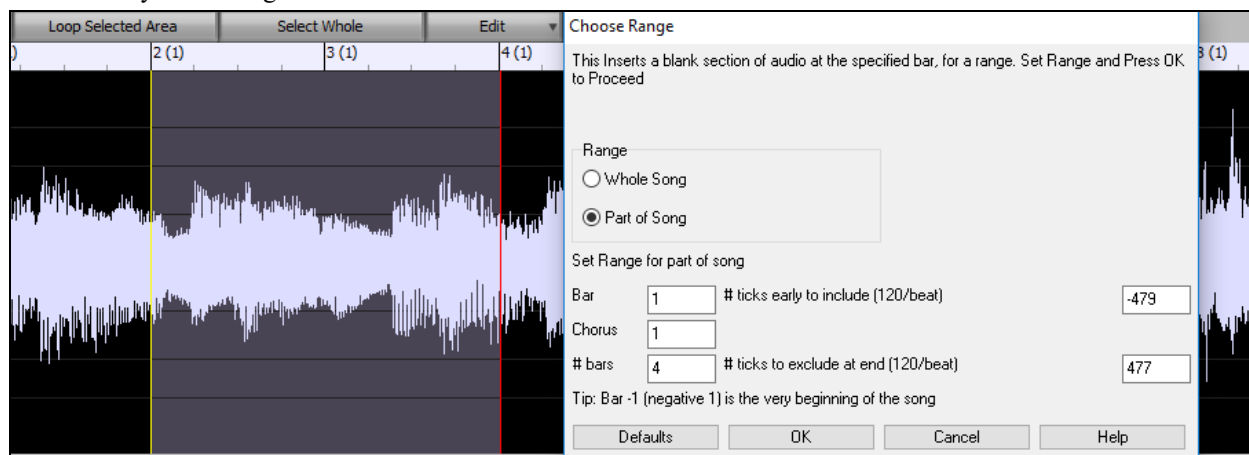 Loop Selected Area Select Whole Edit
) 2 (1) 3 (1) 4 (1)
Choose Range
This Inserts a blank section of audio at the specified bar, for a range. Set Range and Press OK
to Proceed
Range
Whole Song
Part of Song
Set Range for part of song
Bar 1 # ticks early to include (120/beat) -479
Chorus 1
# bars 4 # ticks to exclude at end (120/beat) 477
Tip: Bar -1 (negative 1) is the very beginning of the song
Defaults OK Cancel Help
(1)